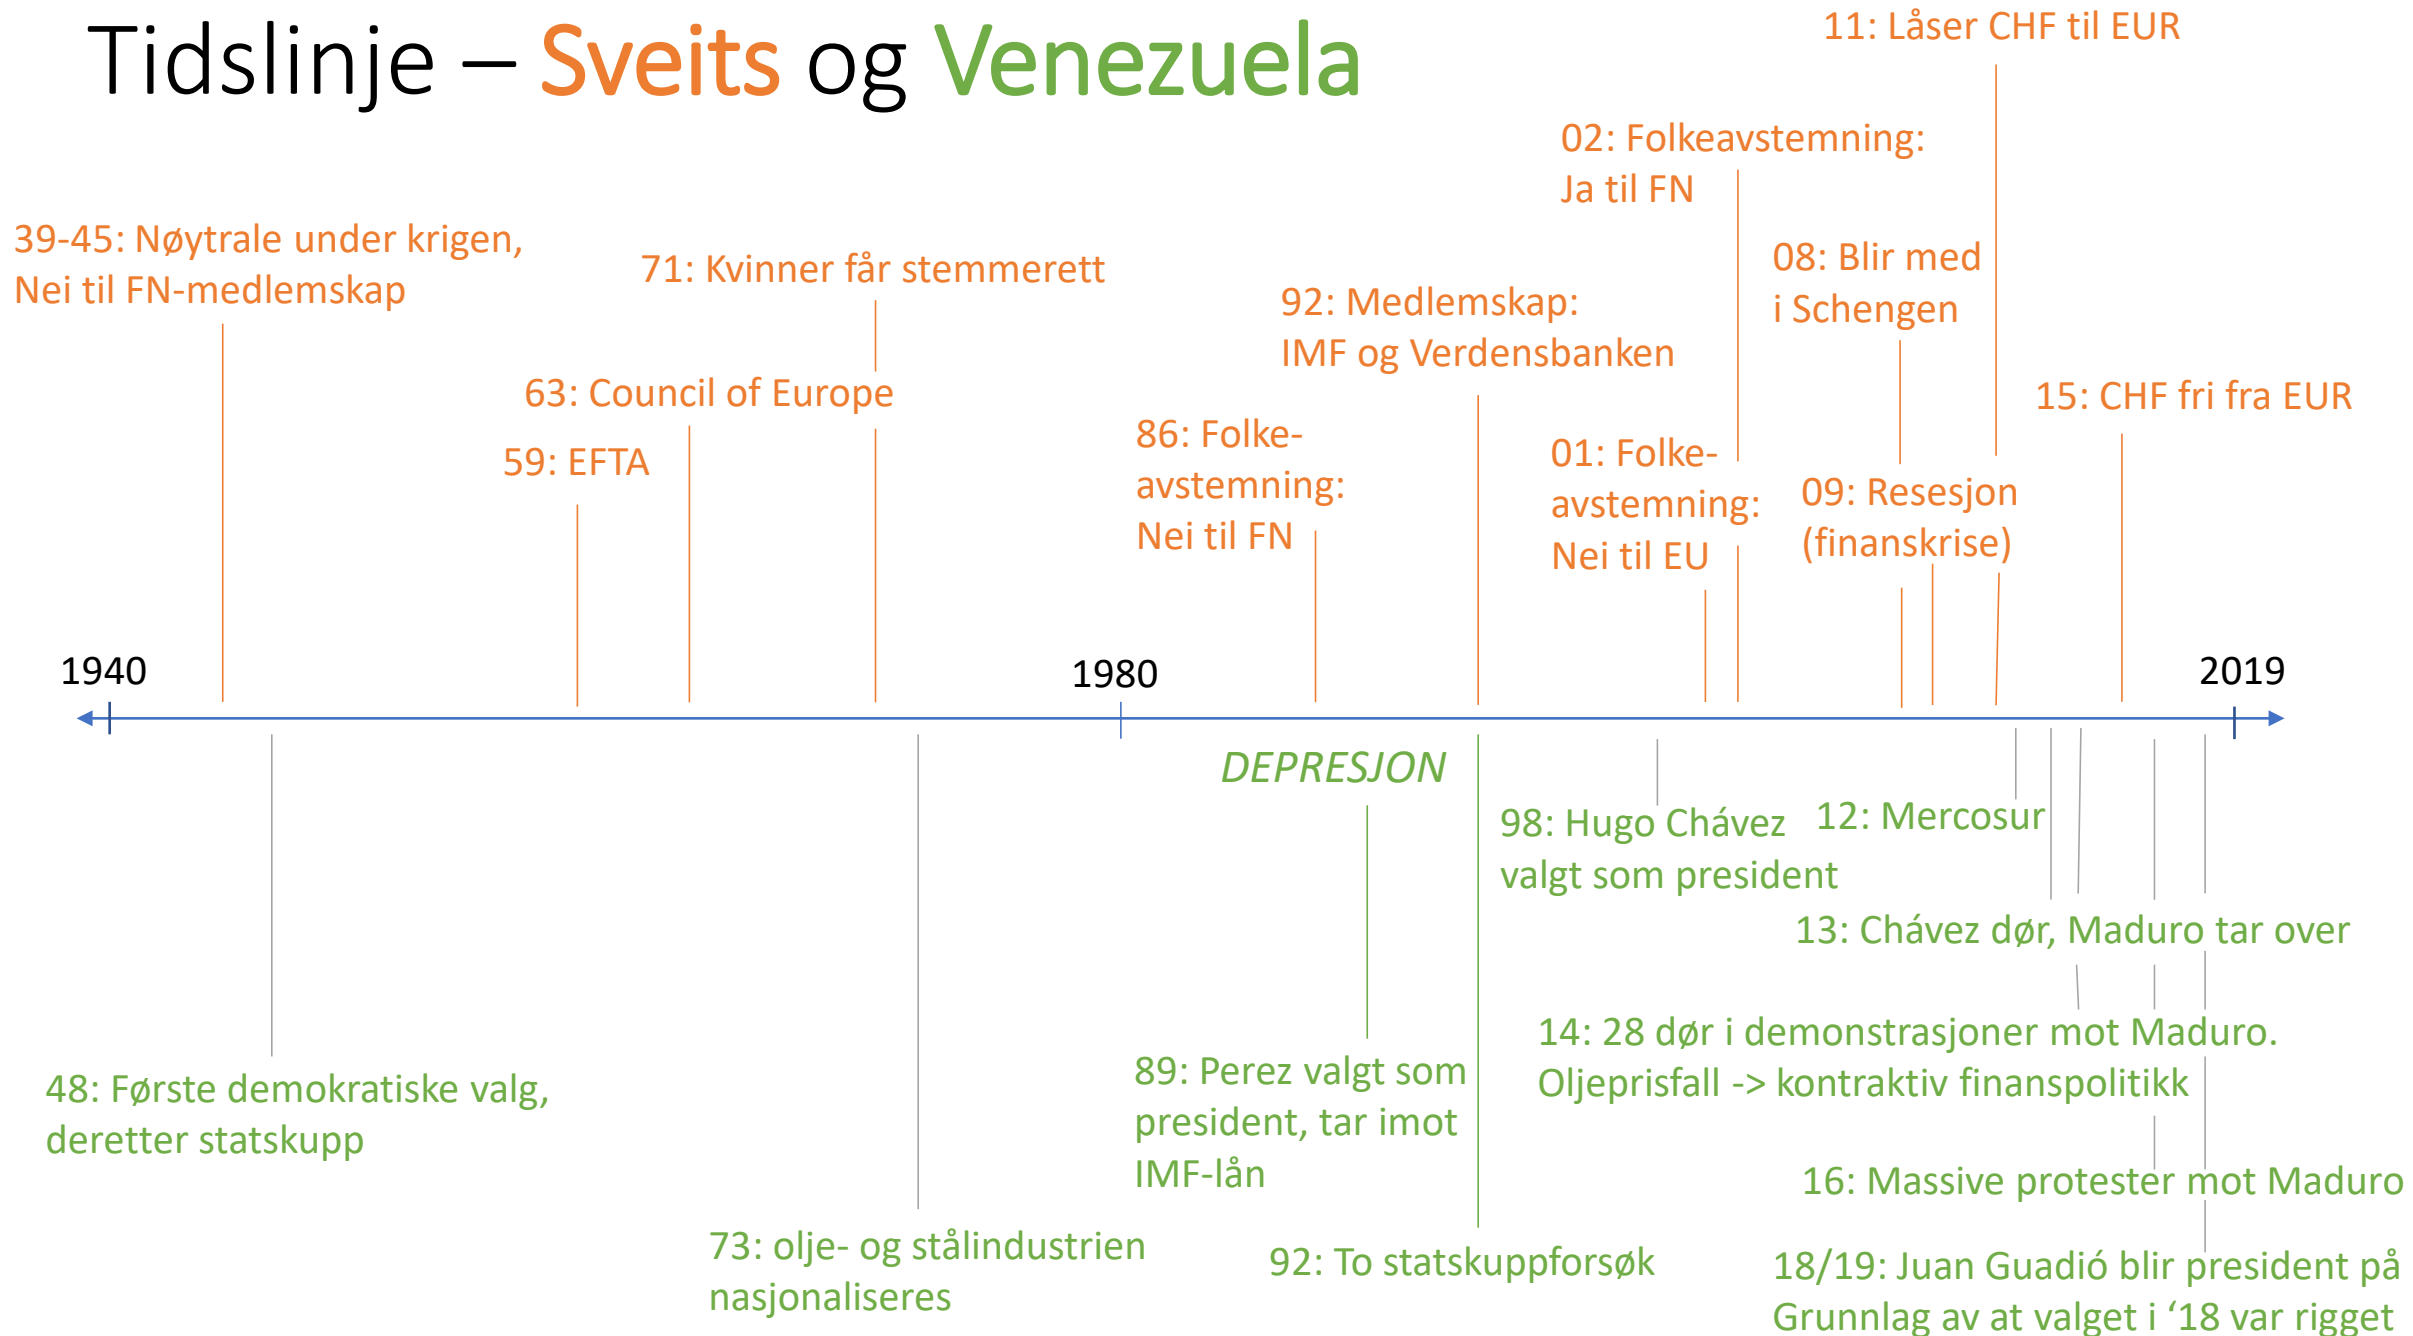 Tidslinje – Sveits og Venezuela
11: Låser CHF til EUR
02: Folkeavstemning:
Ja til FN
39-45: Nøytrale under krigen,
Nei til FN-medlemskap
71: Kvinner får stemmerett
08: Blir med
i Schengen
92: Medlemskap:
IMF og Verdensbanken
63: Council of Europe
15: CHF fri fra EUR
59: EFTA
86: Folke-
avstemning:
Nei til FN
01: Folke-
avstemning:
Nei til EU
09: Resesjon
(finanskrise)
1940
1980
2019
DEPRESJON
98: Hugo Chávez
valgt som president
12: Mercosur
13: Chávez dør, Maduro tar over
14: 28 dør i demonstrasjoner mot Maduro.
Oljeprisfall -> kontraktiv finanspolitikk
48: Første demokratiske valg,
deretter statskupp
89: Perez valgt som
president, tar imot
IMF-lån
16: Massive protester mot Maduro
73: olje- og stålindustrien
nasjonaliseres
92: To statskuppforsøk
18/19: Juan Guadió blir president på
Grunnlag av at valget i ‘18 var rigget